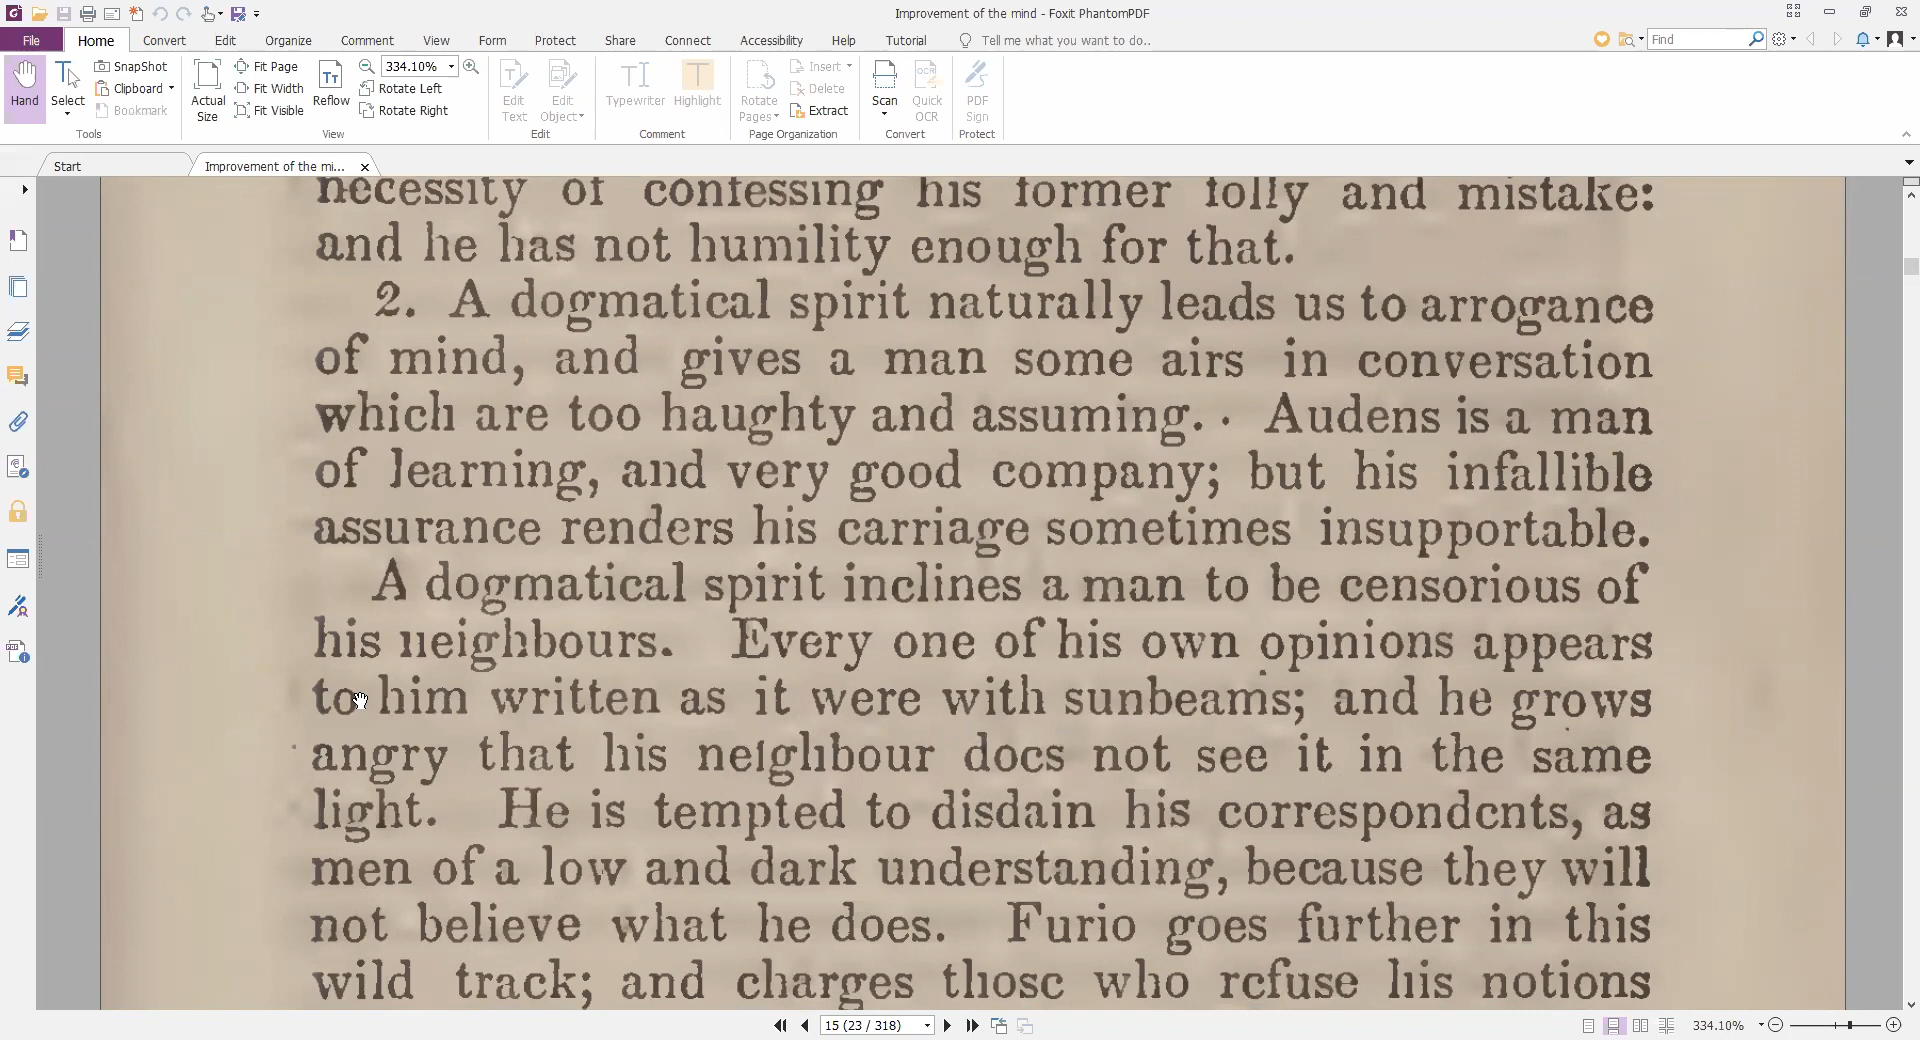 Improvement of the mind - Foxit PhantomPDF
File Home Convert Edit Organize Comment View Form Protect Share Connect Accessibility Help Tutorial Tell me what you want to do.. Find
Hand
Select
SnapShot
Clipboard
Bookmark
Tools
Actual Size
Fit Page
Fit Width
Fit Visible
Reflow
334.10%
Rotate Left
Rotate Right
View
Edit Text
Edit Object
Edit
Typewriter
Highlight
Comment
Rotate Pages
Insert
Delete
Extract
Page Organization
Scan
Quick OCR
Convert
PDF Sign
Protect
Start
Improvement of the mi...
necessity of confessing his former folly and mistake:
and he has not humility enough for that.
2. A dogmatical spirit naturally leads us to arrogance
of mind, and gives a man some airs in conversation
which are too haughty and assuming. . Audens is a man
of learning, and very good company; but his infallible
assurance renders his carriage sometimes insupportable.
A dogmatical spirit inclines a man to be censorious of
his neighbours. Every one of his own opinions appears
to him written as it were with sunbeams; and he grows
angry that his neighbour does not see it in the same
light. He is tempted to disdain his correspondents, as
men of a low and dark understanding, because they will
not believe what he does. Furio goes further in this
wild track; and charges those who refuse his notions
15 (23 / 318)
334.10%